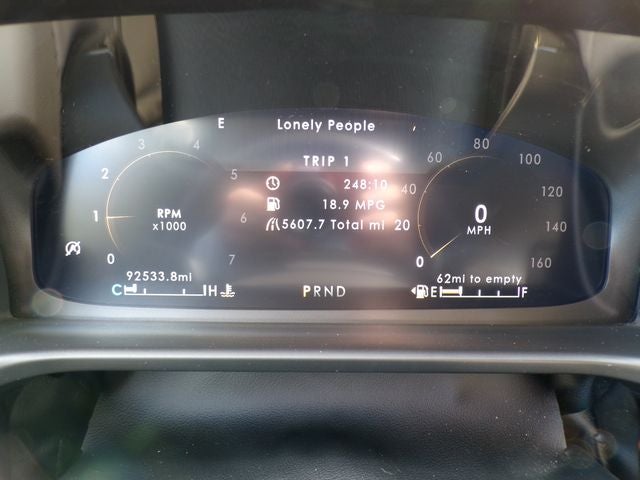 E Lonely People
TRIP 1
248:10
18.9 MPG
5607.7 Total mi
0 1 2 3 4 5 6 7
RPM
x1000
0 20 40 60 80 100 120 140 160
0
MPH
92533.8mi
C H
PRND
62mi to empty
E F